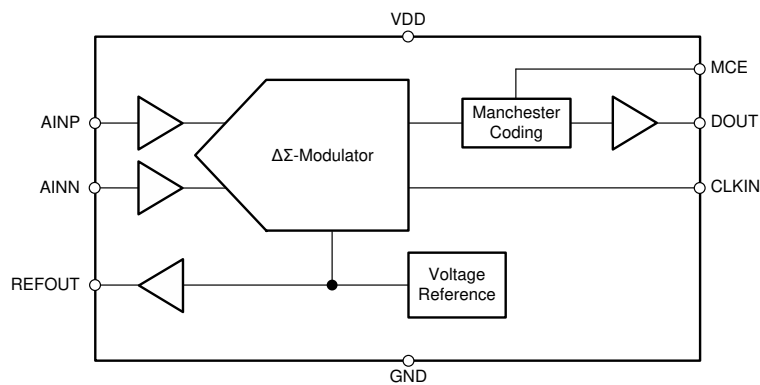 VDD
MCE
AINP
Manchester
Coding
DOUT
ΔΣ-Modulator
AINN
CLKIN
REFOUT
Voltage
Reference
GND